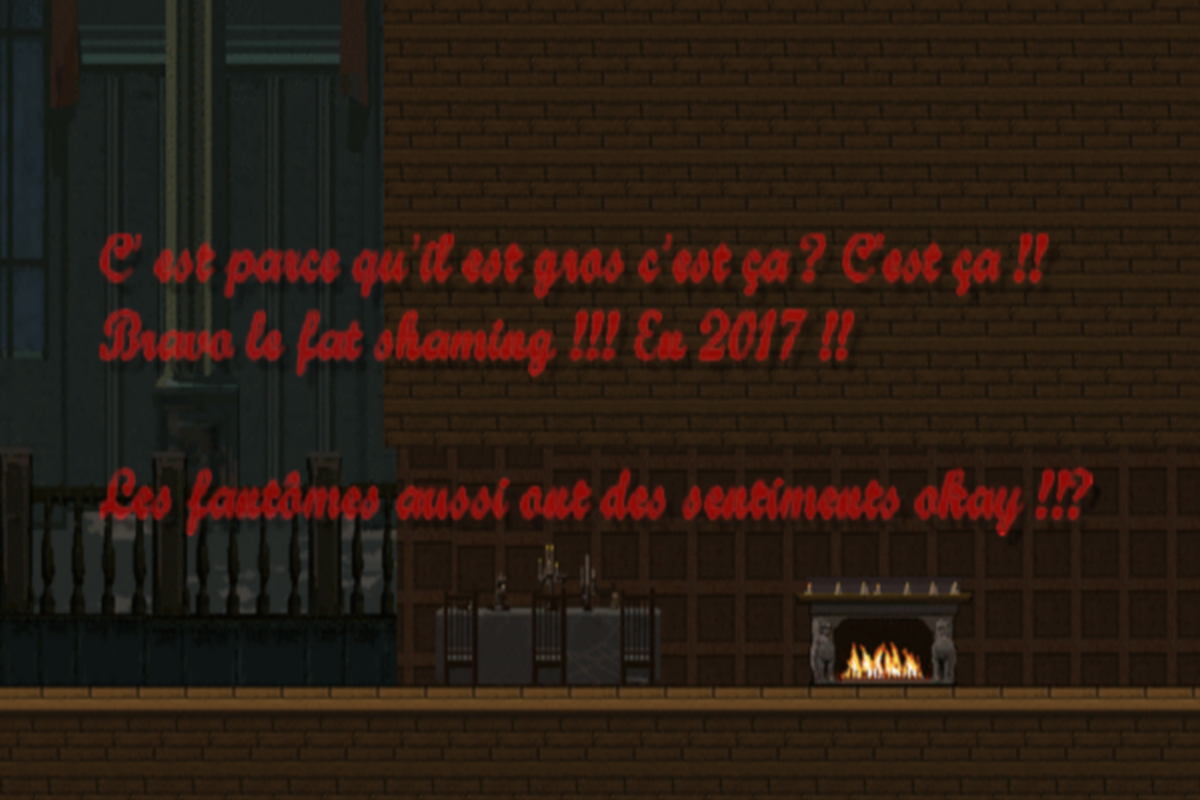 C' est parce qu'il est gros c'est ça ? C'est ça !!
Bravo le fat shaming !!! En 2017 !!
Les fantômes aussi ont des sentiments okay !!?